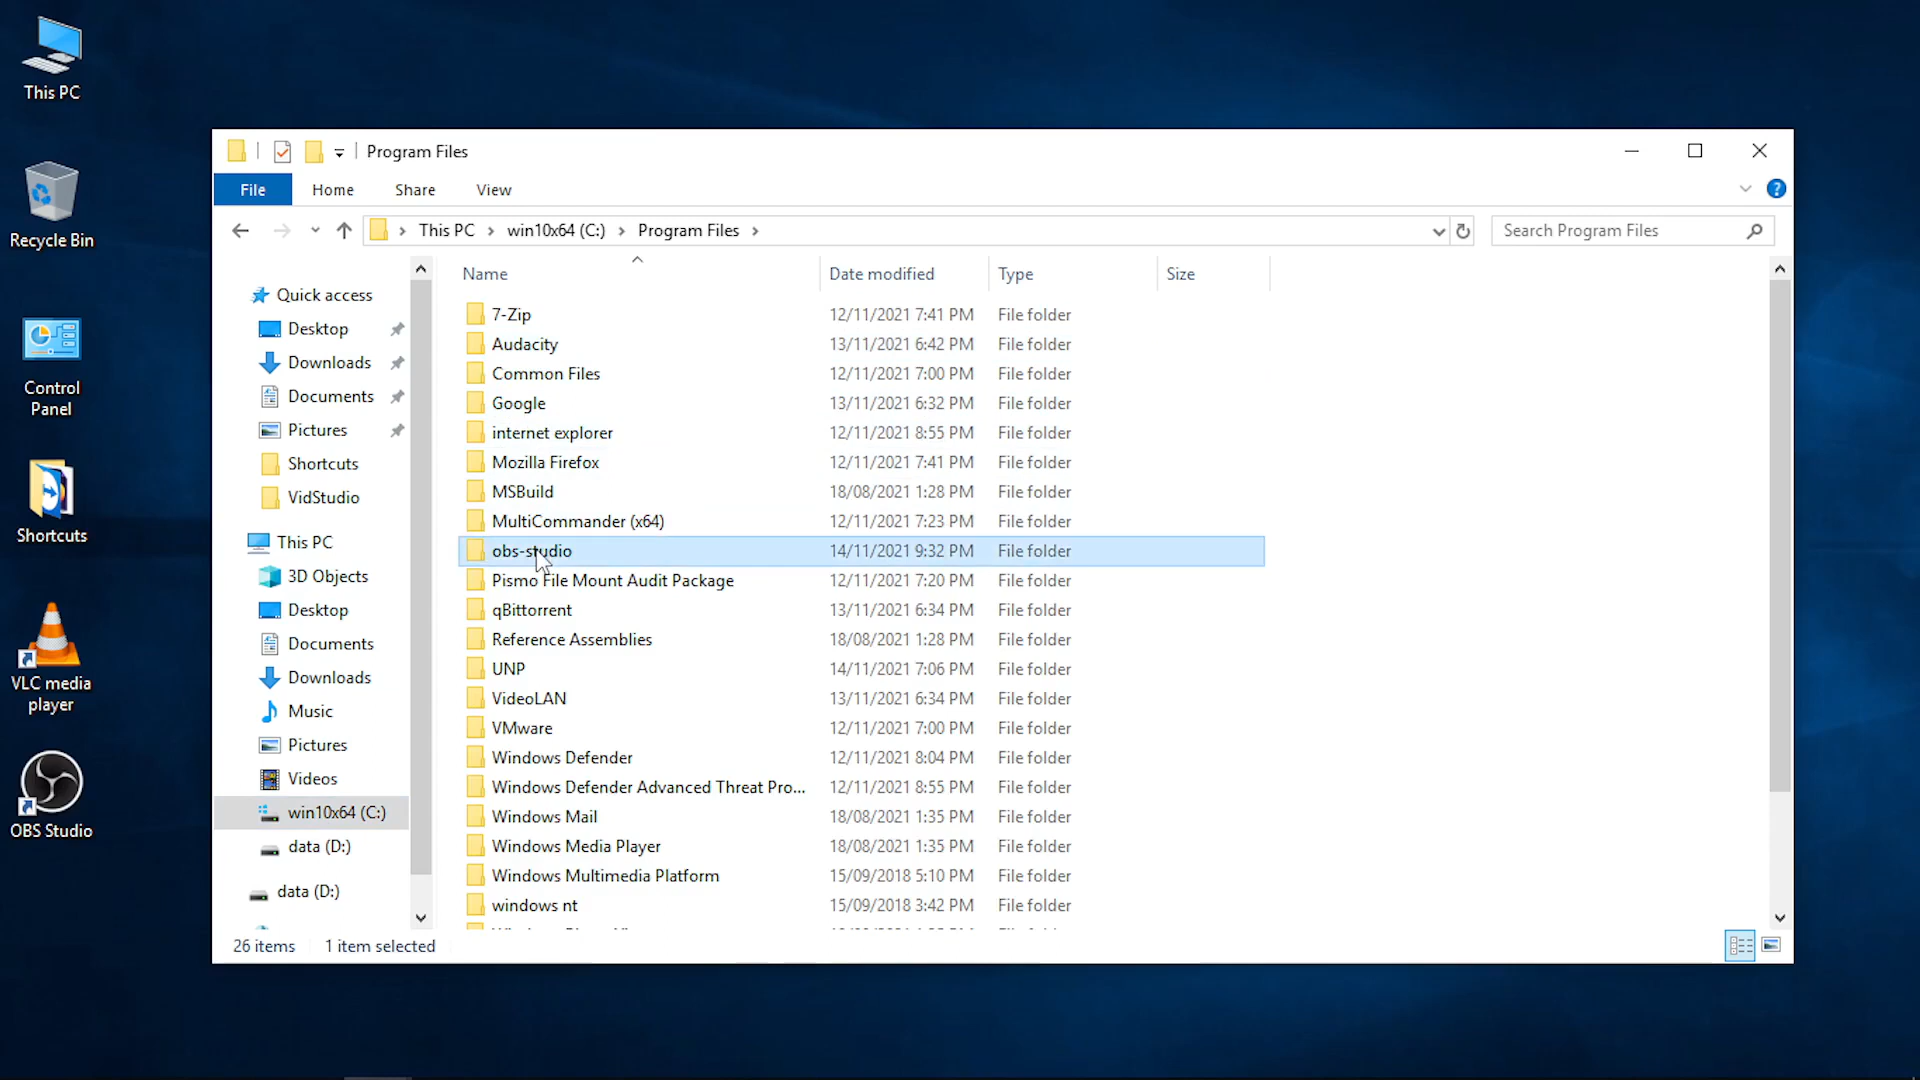 This PC
Recycle Bin
Control
Panel
Shortcuts
VLC media
player
OBS Studio
Program Files
File Home Share View
This PC win10x64 (C:) Program Files
Search Program Files
Quick access
Desktop
Downloads
Documents
Pictures
Shortcuts
VidStudio
This PC
3D Objects
Desktop
Documents
Downloads
Music
Pictures
Videos
win10x64 (C:)
data (D:)
data (D:)
Name Date modified Type Size
7-Zip 12/11/2021 7:41 PM File folder
Audacity 13/11/2021 6:42 PM File folder
Common Files 12/11/2021 7:00 PM File folder
Google 13/11/2021 6:32 PM File folder
internet explorer 12/11/2021 8:55 PM File folder
Mozilla Firefox 12/11/2021 7:41 PM File folder
MSBuild 18/08/2021 1:28 PM File folder
MultiCommander (x64) 12/11/2021 7:23 PM File folder
obs-studio 14/11/2021 9:32 PM File folder
Pismo File Mount Audit Package 12/11/2021 7:20 PM File folder
qBittorrent 13/11/2021 6:34 PM File folder
Reference Assemblies 18/08/2021 1:28 PM File folder
UNP 14/11/2021 7:06 PM File folder
VideoLAN 13/11/2021 6:34 PM File folder
VMware 12/11/2021 7:00 PM File folder
Windows Defender 12/11/2021 8:04 PM File folder
Windows Defender Advanced Threat Pro... 12/11/2021 8:55 PM File folder
Windows Mail 18/08/2021 1:35 PM File folder
Windows Media Player 18/08/2021 1:35 PM File folder
Windows Multimedia Platform 15/09/2018 5:10 PM File folder
windows nt 15/09/2018 3:42 PM File folder
26 items 1 item selected